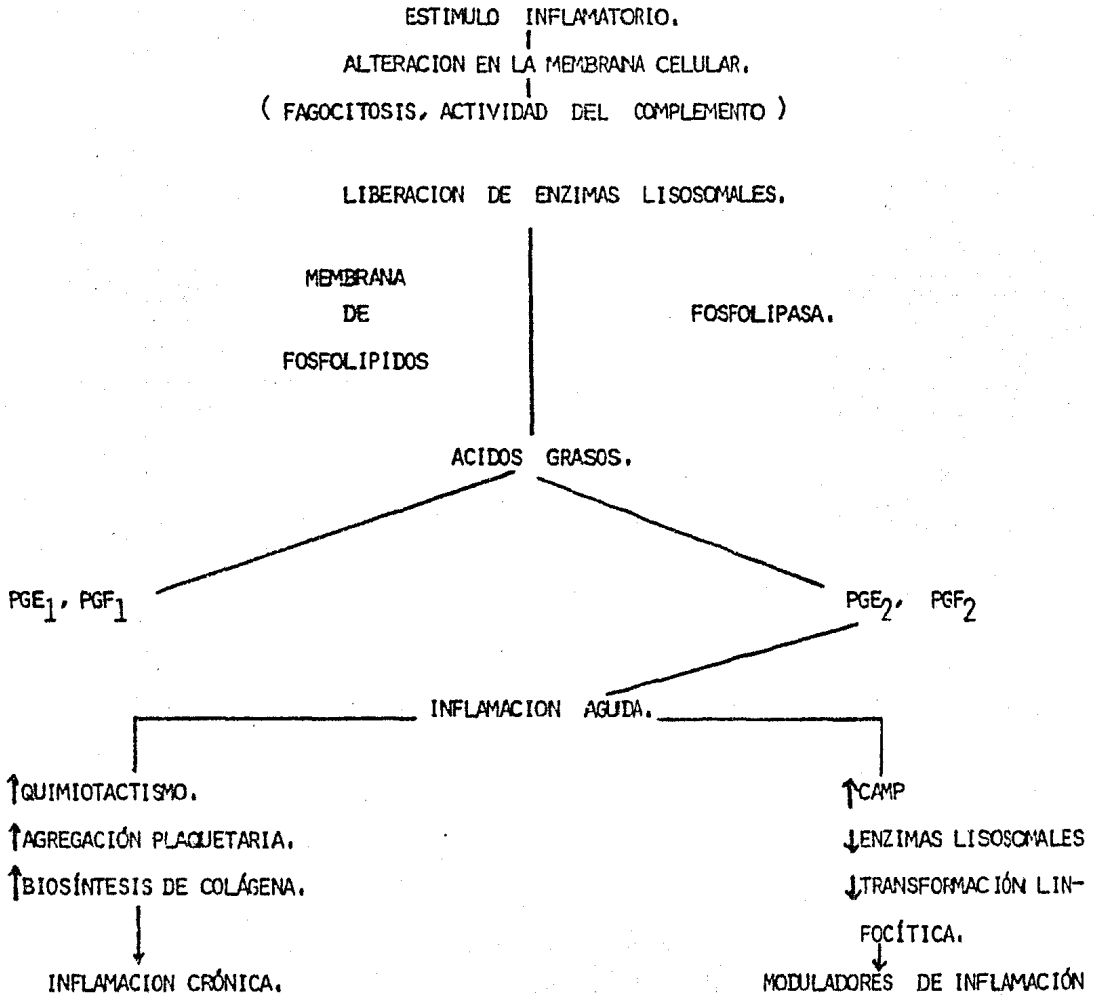 ESTIMULO INFLAMATORIO.
ALTERACION EN LA MEMBRANA CELULAR.
( FAGOCITOSIS, ACTIVIDAD DEL COMPLEMENTO )
LIBERACION DE ENZIMAS LISOSOMALES.
MEMBRANA
DE
FOSFOLIPIDOS
FOSFOLIPASA.
ACIDOS GRASOS.
PGE1, PGF1
PGE2, PGF2
INFLAMACION AGUDA.
↑QUIMIOTACTISMO.
↑AGREGACIÓN PLAQUETARIA.
↑BIOSÍNTESIS DE COLÁGENA.
INFLAMACION CRÓNICA.
↑CAMP
↓ENZIMAS LISOSOMALES
↓TRANSFORMACIÓN LIN-
FOCÍTICA.
MODULADORES DE INFLAMACIÓN